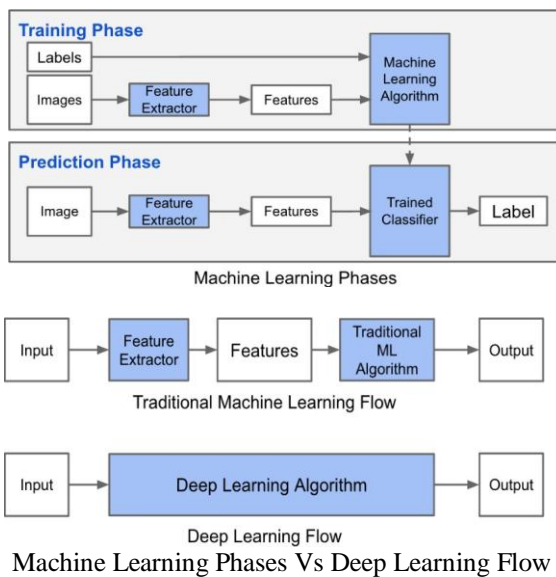 Training Phase
Labels
Images
Feature
Extractor
Features
Machine
Learning
Algorithm
Prediction Phase
Image
Feature
Extractor
Features
Trained
Classifier
Label
Machine Learning Phases
Input
Feature
Extractor
Features
Traditional
ML
Algorithm
Output
Traditional Machine Learning Flow
Input
Deep Learning Algorithm
Output
Deep Learning Flow
Machine Learning Phases Vs Deep Learning Flow